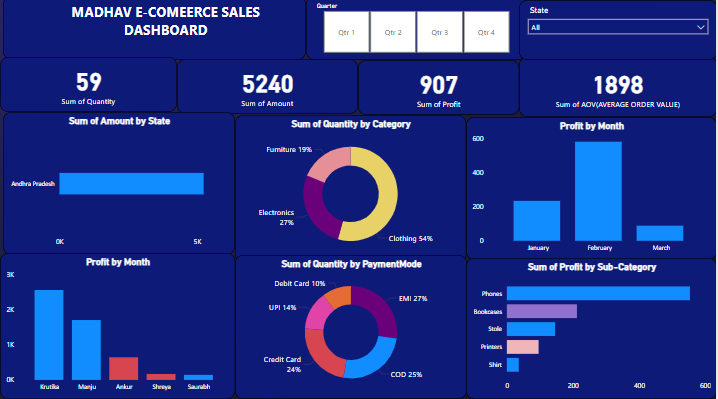 MADHAV E-COMEERCE SALES
DASHBOARD
Quarter
Qtr 1
Qtr 2
Qtr 3
Qtr 4
State
All
59
Sum of Quantity
5240
Sum of Amount
907
Sum of Profit
1898
Sum of AOV(AVERAGE ORDER VALUE)
Sum of Amount by State
Andhra Pradesh
0K
5K
Sum of Quantity by Category
Furniture 19%
Electronics
27%
Clothing 54%
Profit by Month
600
400
200
0
January
February
March
Profit by Month
3K
2K
1K
0K
Krutika
Manju
Ankur
Shreya
Saurabh
Sum of Quantity by PaymentMode
Debit Card 10%
UPI 14%
Credit Card
24%
EMI 27%
COD 25%
Sum of Profit by Sub-Category
Phones
Bookcases
Stole
Printers
Shirt
0
200
400
600